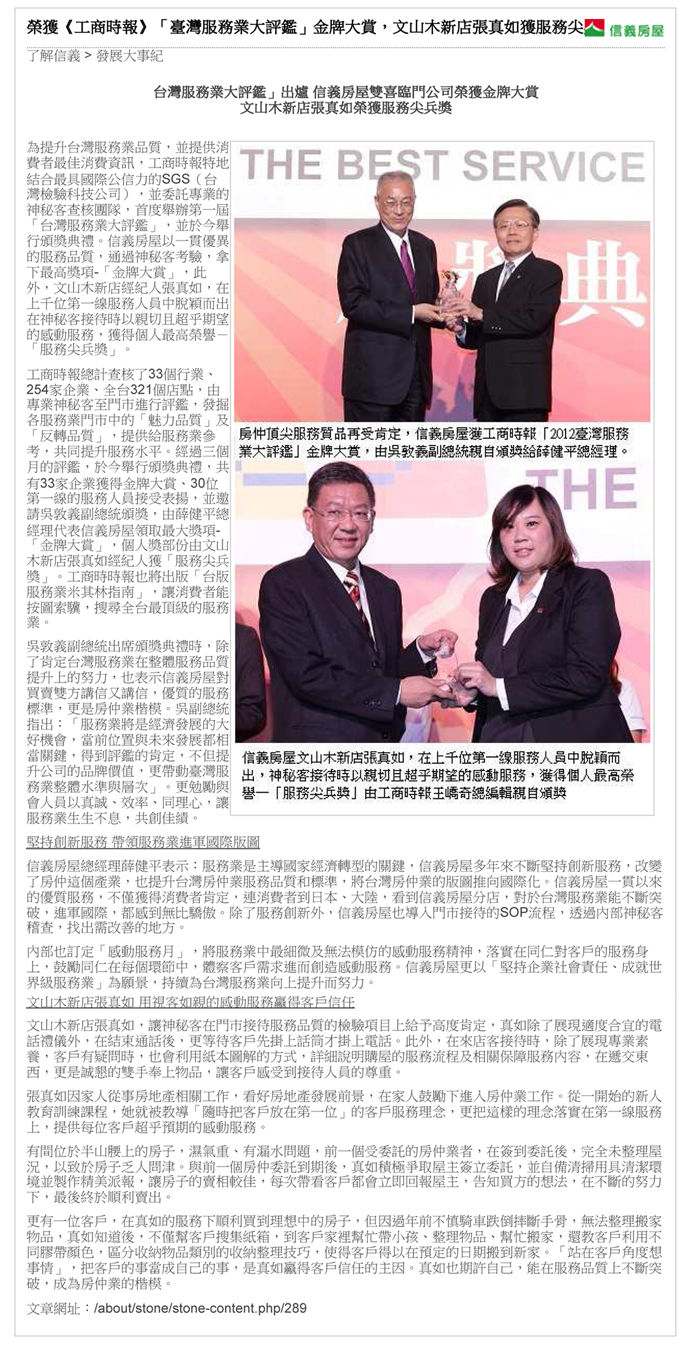 榮獲《工商時報》「臺灣服務業大評鑑」金牌大賞，文山木新店張真如獲服務尖
信義房屋
了解信義 > 發展大事紀
台灣服務業大評鑑」出爐 信義房屋雙喜臨門公司榮獲金牌大賞
文山木新店張真如榮獲服務尖兵獎
為提升台灣服務業品質，並提供消
費者最佳消費資訊，工商時報特地
結合最具國際公信力的SGS（台
灣檢驗科技公司），並委託專業的
神秘客查核團隊，首度舉辦第一屆
「台灣服務業大評鑑」，並於今舉
行頒獎典禮。信義房屋以一貫優異
的服務品質，通過神秘客考驗，拿
下最高獎項-「金牌大賞」，此
外，文山木新店經紀人張真如，在
上千位第一線服務人員中脫穎而出
在神秘客接待時以親切且超乎期望
的感動服務，獲得個人最高榮譽－
「服務尖兵獎」。
工商時報總計查核了33個行業、
254家企業、全台321個店點，由
專業神秘客至門市進行評鑑，發掘
各服務業門市中的「魅力品質」及
「反轉品質」，提供給服務業參
考，共同提升服務水平。經過三個
月的評鑑，於今舉行頒獎典禮，共
有33家企業獲得金牌大賞、30位
第一線的服務人員接受表揚，並邀
請吳敦義副總統頒獎，由薛健平總
經理代表信義房屋領取最大獎項-
「金牌大賞」，個人獎部份由文山
木新店張真如經紀人獲「服務尖兵
獎」。工商時時報也將出版「台版
服務業米其林指南」，讓消費者能
按圖索驥，搜尋全台最頂級的服務
業。
吳敦義副總統出席頒獎典禮時，除
了肯定台灣服務業在整體服務品質
提升上的努力，也表示信義房屋對
買賣雙方講信又講信，優質的服務
標準，更是房仲業楷模。吳副總統
指出：「服務業將是經濟發展的大
好機會，當前位置與未來發展都相
當關鍵，得到評鑑的肯定，不但提
升公司的品牌價值，更帶動臺灣服
務業整體水準與層次」。更勉勵與
會人員以真誠、效率、同理心，讓
服務業生生不息，共創佳績。
THE BEST SERVICE
獎典
房仲頂尖服務質品再受肯定，信義房屋獲工商時報「2012臺灣服務
業大評鑑」金牌大賞，由吳敦義副總統親自頒獎給薛健平總經理。
THE
信義房屋文山木新店張真如，在上千位第一線服務人員中脫穎而
出，神秘客接待時以親切且超乎期望的感動服務，獲得個人最高榮
譽─「服務尖兵獎」由工商時報王嶠奇總編輯親自頒獎
堅持創新服務 帶領服務業進軍國際版圖
信義房屋總經理薛健平表示：服務業是主導國家經濟轉型的關鍵，信義房屋多年來不斷堅持創新服務，改變
了房仲這個產業，也提升台灣房仲業服務品質和標準，將台灣房仲業的版圖推向國際化。信義房屋一貫以來
的優質服務，不僅獲得消費者肯定，連消費者到日本、大陸，看到信義房屋分店，對於台灣服務業能不斷突
破，進軍國際，都感到無比驕傲。除了服務創新外，信義房屋也導入門市接待的SOP流程，透過內部神秘客
稽查，找出需改善的地方。
內部也訂定「感動服務月」，將服務業中最細微及無法模仿的感動服務精神，落實在同仁對客戶的服務身
上，鼓勵同仁在每個環節中，體察客戶需求進而創造感動服務。信義房屋更以「堅持企業社會責任、成就世
界級服務業」為願景，持續為台灣服務業向上提升而努力。
文山木新店張真如 用視客如親的感動服務贏得客戶信任
文山木新店張真如，讓神秘客在門市接待服務品質的檢驗項目上給予高度肯定，真如除了展現適度合宜的電
話禮儀外，在結束通話後，更等待客戶先掛上話筒才掛上電話。此外，在來店客接待時，除了展現專業素
養，客戶有疑問時，也會利用紙本圖解的方式，詳細說明購屋的服務流程及相關保障服務內容，在遞交東
西，更是誠懇的雙手奉上物品，讓客戶感受到接待人員的尊重。
張真如因家人從事房地產相關工作，看好房地產發展前景，在家人鼓勵下進入房仲業工作。從一開始的新人
教育訓練課程，她就被教導「隨時把客戶放在第一位」的客戶服務理念，更把這樣的理念落實在第一線服務
上，提供每位客戶超乎預期的感動服務。
有間位於半山腰上的房子，濕氣重、有漏水問題，前一個受委託的房仲業者，在簽到委託後，完全未整理屋
況，以致於房子乏人問津。與前一個房仲委託到期後，真如積極爭取屋主簽立委託，並自備清掃用具清潔環
境並製作精美派報，讓房子的賣相較佳，每次帶看客戶都會立即回報屋主，告知買方的想法，在不斷的努力
下，最後終於順利賣出。
更有一位客戶，在真如的服務下順利買到理想中的房子，但因過年前不慎騎車跌倒摔斷手骨，無法整理搬家
物品，真如知道後，不僅幫客戶搜集紙箱，到客戶家裡幫忙帶小孩、整理物品、幫忙搬家，還教客戶利用不
同膠帶顏色，區分收納物品類別的收納整理技巧，使得客戶得以在預定的日期搬到新家。「站在客戶角度想
事情」，把客戶的事當成自己的事，是真如贏得客戶信任的主因。真如也期許自己，能在服務品質上不斷突
破，成為房仲業的楷模。
文章網址：/about/stone/stone-content.php/289